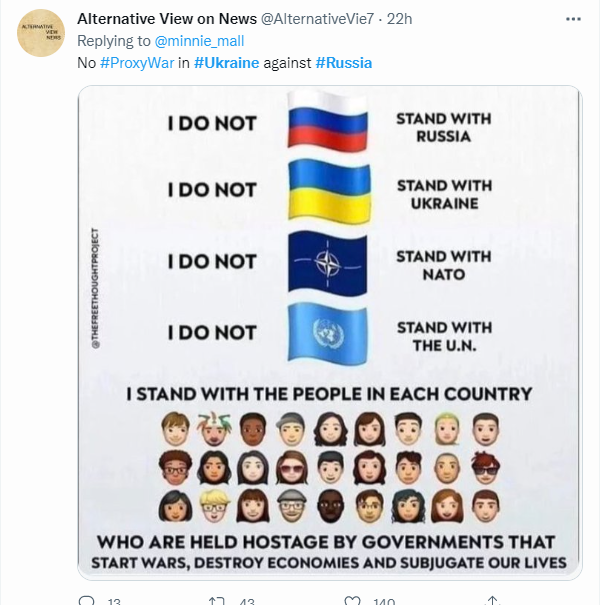 Alternative View on News @AlternativeVie7 · 22h
Replying to @minnie_mall
No #ProxyWar in #Ukraine against #Russia
ALTERNATIVE
VIEW
NEWS
I DO NOT STAND WITH
RUSSIA
I DO NOT STAND WITH
UKRAINE
I DO NOT STAND WITH
NATO
I DO NOT STAND WITH
THE U.N.
@THEFREETHOUGHTPROJECT
I STAND WITH THE PEOPLE IN EACH COUNTRY
WHO ARE HELD HOSTAGE BY GOVERNMENTS THAT
START WARS, DESTROY ECONOMIES AND SUBJUGATE OUR LIVES
13 43 140